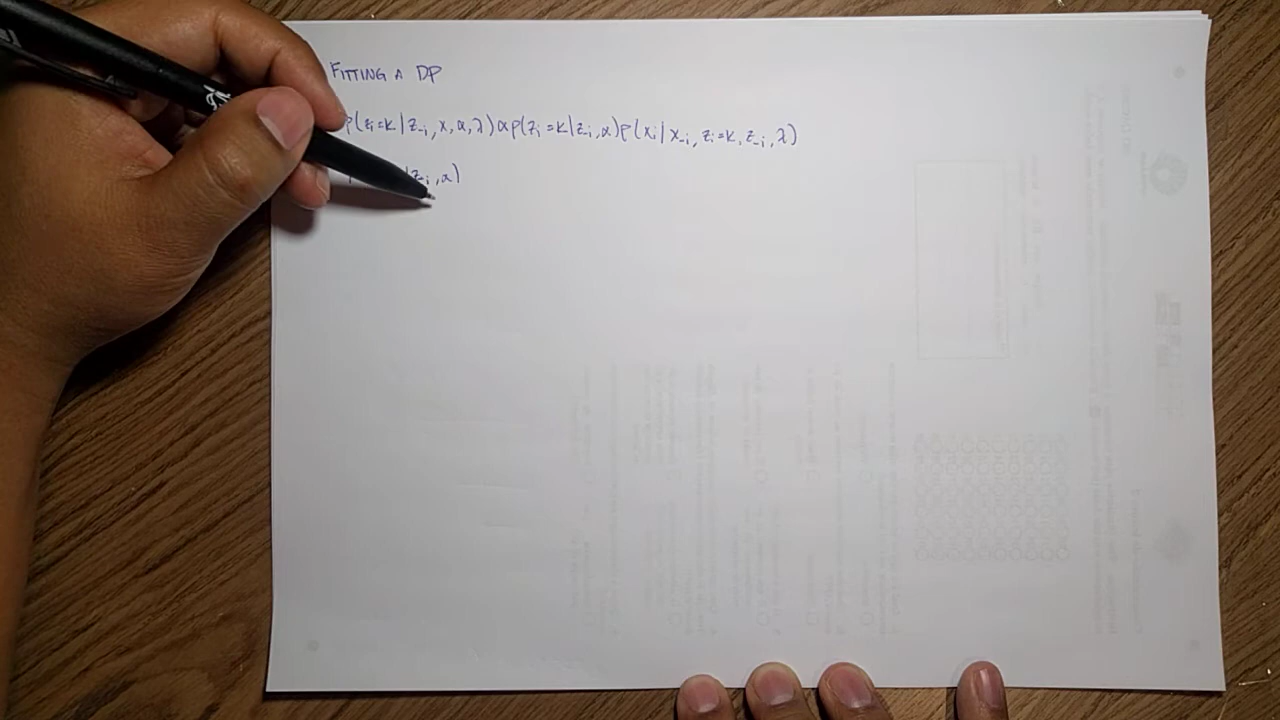 FITTING A DP
p(zᵢ=k|z₋ᵢ, x, α, λ) α p(zᵢ=k|z₋ᵢ, α) p(xᵢ|x₋ᵢ, zᵢ=k, z₋ᵢ, λ)
|z₋ᵢ, α)